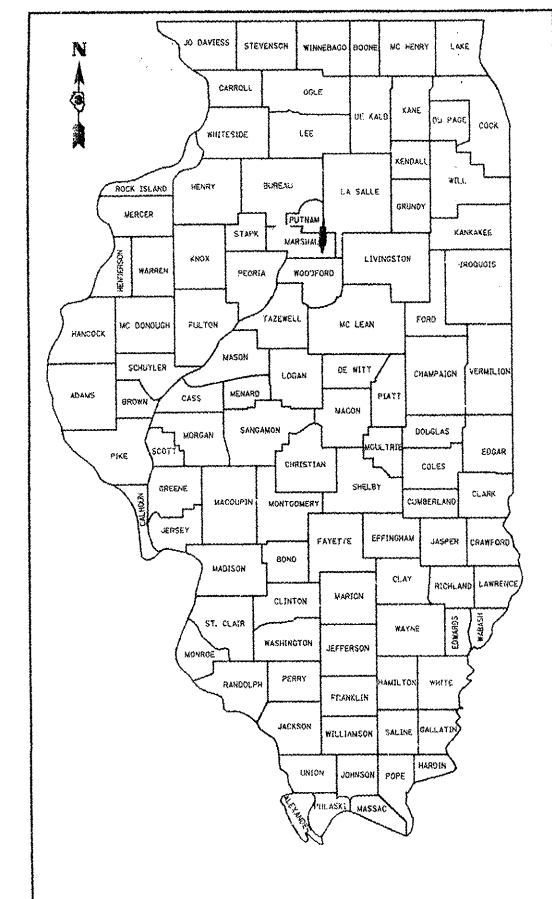 JO DAVIESS STEVENSON WINNEBAGO BOONE MC HENRY LAKE
N
CARROLL OGLE DE KALB KANE DU PAGE COOK
WHITESIDE LEE
KENDALL WILL
ROCK ISLAND HENRY BUREAU LA SALLE GRUNDY
MERCER PUTNAM KANKAKEE
STARK MARSHALL
HENDERSON WARREN KNOX PEORIA WOODFORD LIVINGSTON IROQUOIS
HANCOCK MC DONOUGH FULTON TAZEWELL MC LEAN FORD
MASON
SCHUYLER LOGAN DE WITT CHAMPAIGN VERMILION
ADAMS BROWN CASS MENARD MACON PIATT
MORGAN SANGAMON DOUGLAS
PIKE SCOTT CHRISTIAN MOULTRIE COLES EDGAR
CALHOUN GREENE MACOUPIN MONTGOMERY SHELBY CUMBERLAND CLARK
JERSEY FAYETTE EFFINGHAM JASPER CRAWFORD
MADISON BOND CLAY
CLINTON MARION RICHLAND LAWRENCE
ST. CLAIR WAYNE EDWARDS WABASH
WASHINGTON JEFFERSON
MONROE
RANDOLPH PERRY HAMILTON WHITE
FRANKLIN
JACKSON WILLIAMSON SALINE GALLATIN
UNION JOHNSON POPE HARDIN
ALEXANDER PULASKI MASSAC